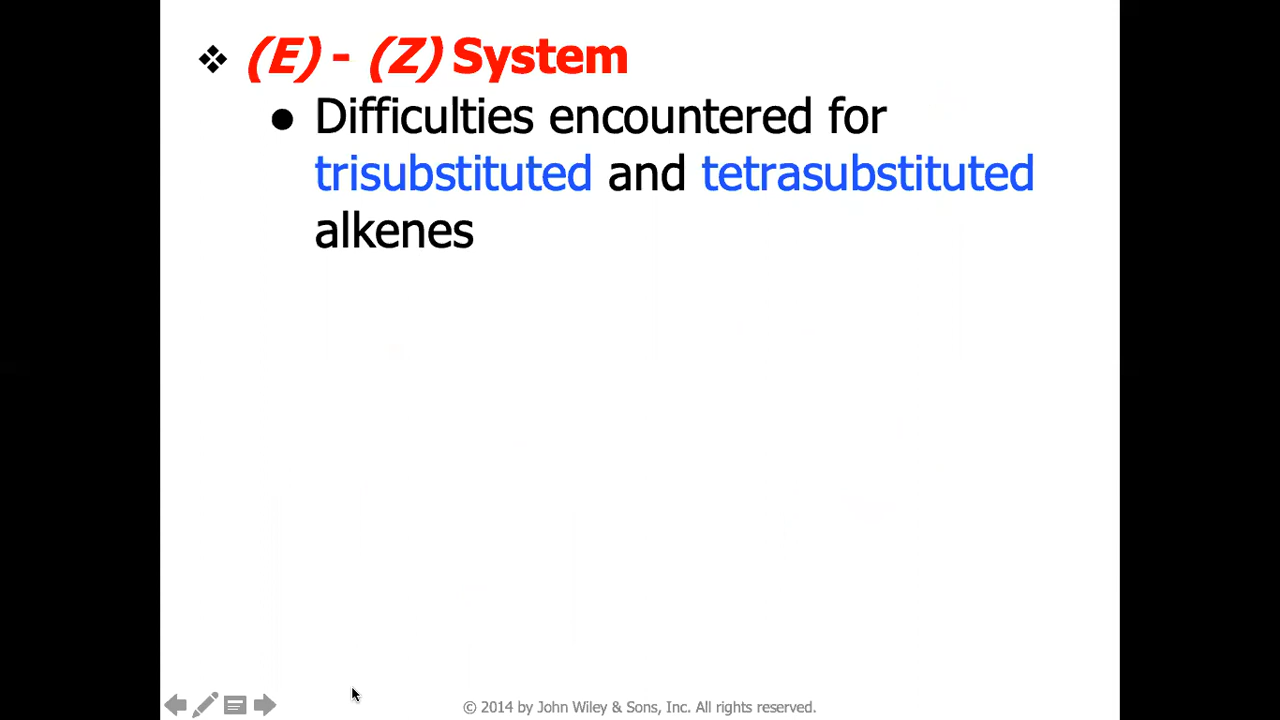 ❖ (E) - (Z) System
● Difficulties encountered for
trisubstituted and tetrasubstituted
alkenes
© 2014 by John Wiley & Sons, Inc. All rights reserved.